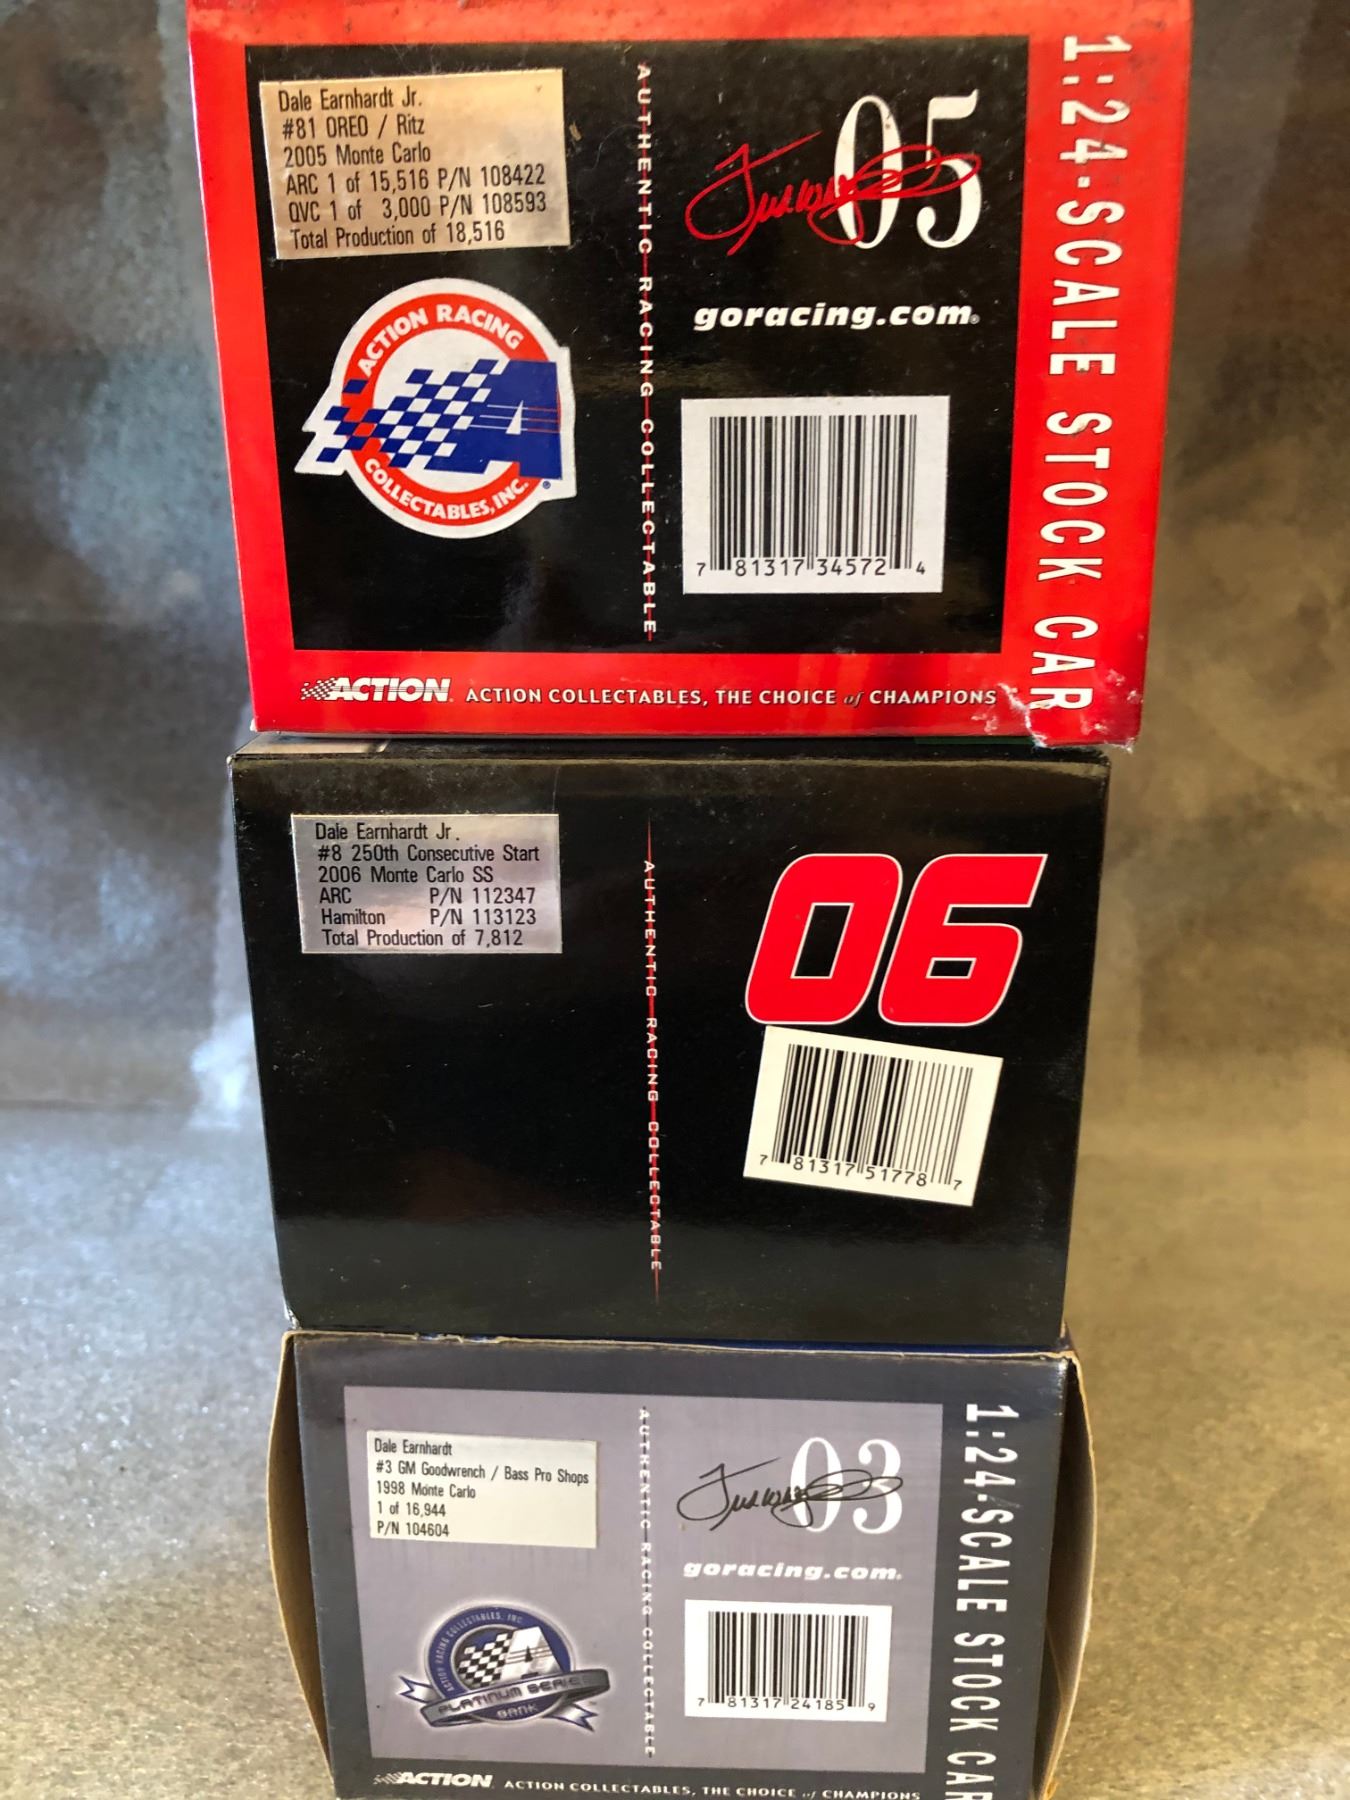 Dale Earnhardt Jr.
#81 OREO / Ritz
2005 Monte Carlo
ARC 1 of 15,516 P/N 108422
QVC 1 of 3,000 P/N 108593
Total Production of 18,516
ACTION RACING
COLLECTABLES, INC.
AUTHENTIC RACING COLLECTABLE
05
goracing.com
7 81317 34572 4
1:24-SCALE STOCK CAR
ACTION ACTION COLLECTABLES, THE CHOICE of CHAMPIONS
Dale Earnhardt Jr.
#8 250th Consecutive Start
2006 Monte Carlo SS
ARC P/N 112347
Hamilton P/N 113123
Total Production of 7,812
AUTHENTIC RACING COLLECTABLE
06
7 81317 51778 7
Dale Earnhardt
#3 GM Goodwrench / Bass Pro Shops
1998 Monte Carlo
1 of 16,944
P/N 104604
ACTION RACING COLLECTABLES, INC.
PLATINUM SERIES
BANK
AUTHENTIC RACING COLLECTABLE
03
goracing.com
7 81317 24185 9
1:24-SCALE STOCK CAR
ACTION ACTION COLLECTABLES, THE CHOICE of CHAMPIONS